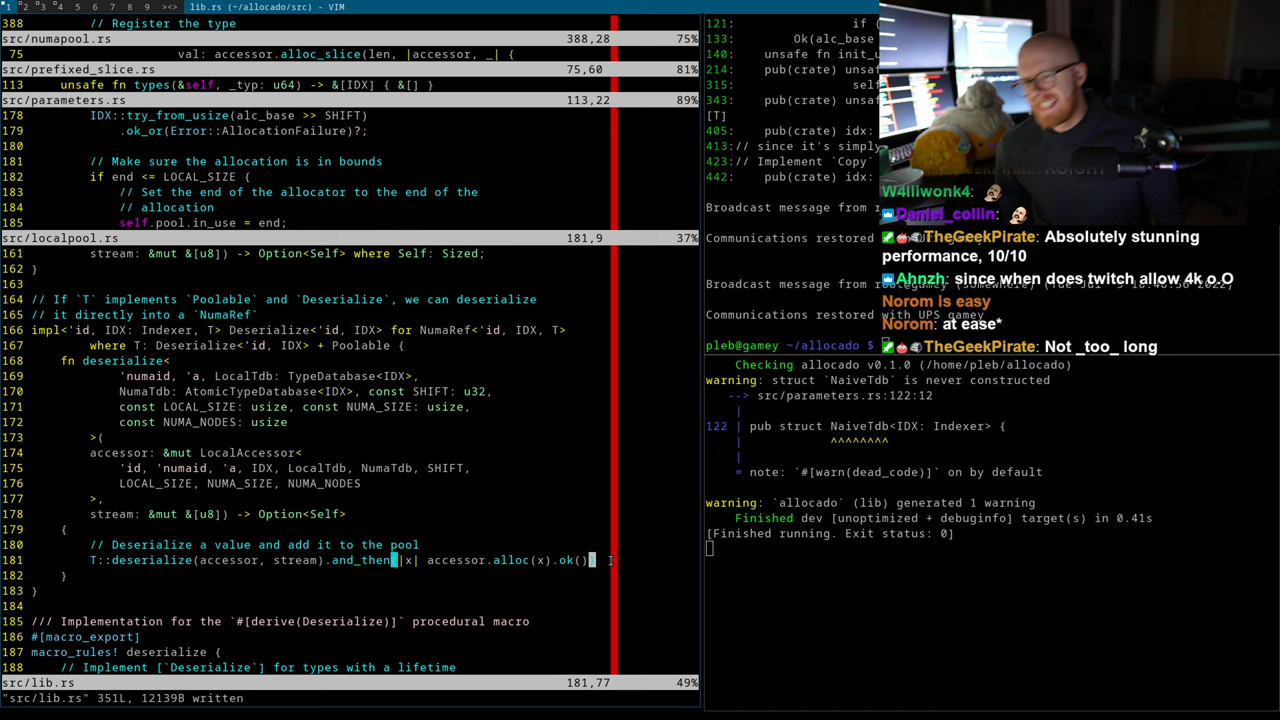 1 2 3 4 5 6 7 8 9 ><> lib.rs (~/allocado/src) - VIM
388         // Register the type
src/numapool.rs 388,28 75%
75                     val: accessor.alloc_slice(len, |accessor, _| {
src/prefixed_slice.rs 75,60 81%
113     unsafe fn types(&self, _typ: u64) -> &[IDX] { &[] }
src/parameters.rs 113,22 89%
178         IDX::try_from_usize(alc_base >> SHIFT)
179             .ok_or(Error::AllocationFailure)?;
180
181         // Make sure the allocation is in bounds
182         if end <= LOCAL_SIZE {
183             // Set the end of the allocator to the end of the
184             // allocation
185             self.pool.in_use = end;
src/localpool.rs 181,9 37%
161         stream: &mut &[u8]) -> Option<Self> where Self: Sized;
162 }
163
164 // If `T` implements `Poolable` and `Deserialize`, we can deserialize
165 // it directly into a `NumaRef`
166 impl<'id, IDX: Indexer, T> Deserialize<'id, IDX> for NumaRef<'id, IDX, T>
167         where T: Deserialize<'id, IDX> + Poolable {
168     fn deserialize<
169             'numaid, 'a, LocalTdb: TypeDatabase<IDX>,
170             NumaTdb: AtomicTypeDatabase<IDX>, const SHIFT: u32,
171             const LOCAL_SIZE: usize, const NUMA_SIZE: usize,
172             const NUMA_NODES: usize
173         >(
174         accessor: &mut LocalAccessor<
175             'id, 'numaid, 'a, IDX, LocalTdb, NumaTdb, SHIFT,
176             LOCAL_SIZE, NUMA_SIZE, NUMA_NODES
177         >,
178         stream: &mut &[u8]) -> Option<Self>
179     {
180         // Deserialize a value and add it to the pool
181         T::deserialize(accessor, stream).and_then(|x| accessor.alloc(x).ok())
182     }
183 }
184
185 /// Implementation for the `#[derive(Deserialize)]` procedural macro
186 #[macro_export]
187 macro_rules! deserialize {
188     // Implement [`Deserialize`] for types with a lifetime
src/lib.rs 181,77 49%
"src/lib.rs" 351L, 12139B written
121:            if (
133:        Ok(alc_base
140:    unsafe fn init_
214:    pub(crate) unsa
315:            self
343:    pub(crate) unsa
[T]
405:    pub(crate) idx:
413:// since it's simply
423:// Implement `Copy`
442:    pub(crate) idx:
Broadcast message from r
Communications restored
Broadcast message from
Communications restored with UPS gamey
pleb@gamey ~/allocado $
W4lliwonk4:
Daniel_collin:
TheGeekPirate: Absolutely stunning
performance, 10/10
Ahnzh: since when does twitch allow 4k o.O
Norom is easy
Norom: at ease*
TheGeekPirate: Not _too_ long
    Checking allocado v0.1.0 (/home/pleb/allocado)
warning: struct `NaiveTdb` is never constructed
   --> src/parameters.rs:122:12
    |
122 | pub struct NaiveTdb<IDX: Indexer> {
    |            ^^^^^^^^
    |
    = note: `#[warn(dead_code)]` on by default
warning: `allocado` (lib) generated 1 warning
    Finished dev [unoptimized + debuginfo] target(s) in 0.41s
[Finished running. Exit status: 0]